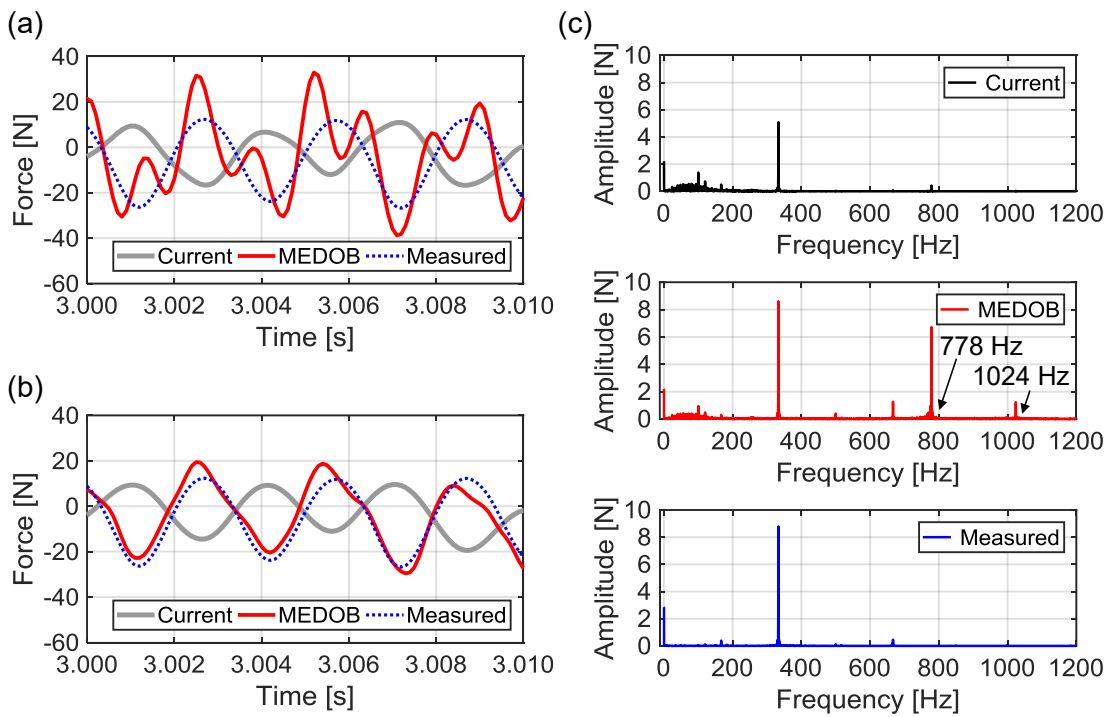 (a)
40
20
0
-20
-40
-60
Force [N]
Current MEDOB Measured
3.000 3.002 3.004 3.006 3.008 3.010
Time [s]
(b)
40
20
0
-20
-40
-60
Force [N]
Current MEDOB Measured
3.000 3.002 3.004 3.006 3.008 3.010
Time [s]
(c)
10
8
6
4
2
0
Amplitude [N]
Current
0 200 400 600 800 1000 1200
Frequency [Hz]
10
8
6
4
2
0
Amplitude [N]
MEDOB
778 Hz
1024 Hz
0 200 400 600 800 1000 1200
Frequency [Hz]
10
8
6
4
2
0
Amplitude [N]
Measured
0 200 400 600 800 1000 1200
Frequency [Hz]